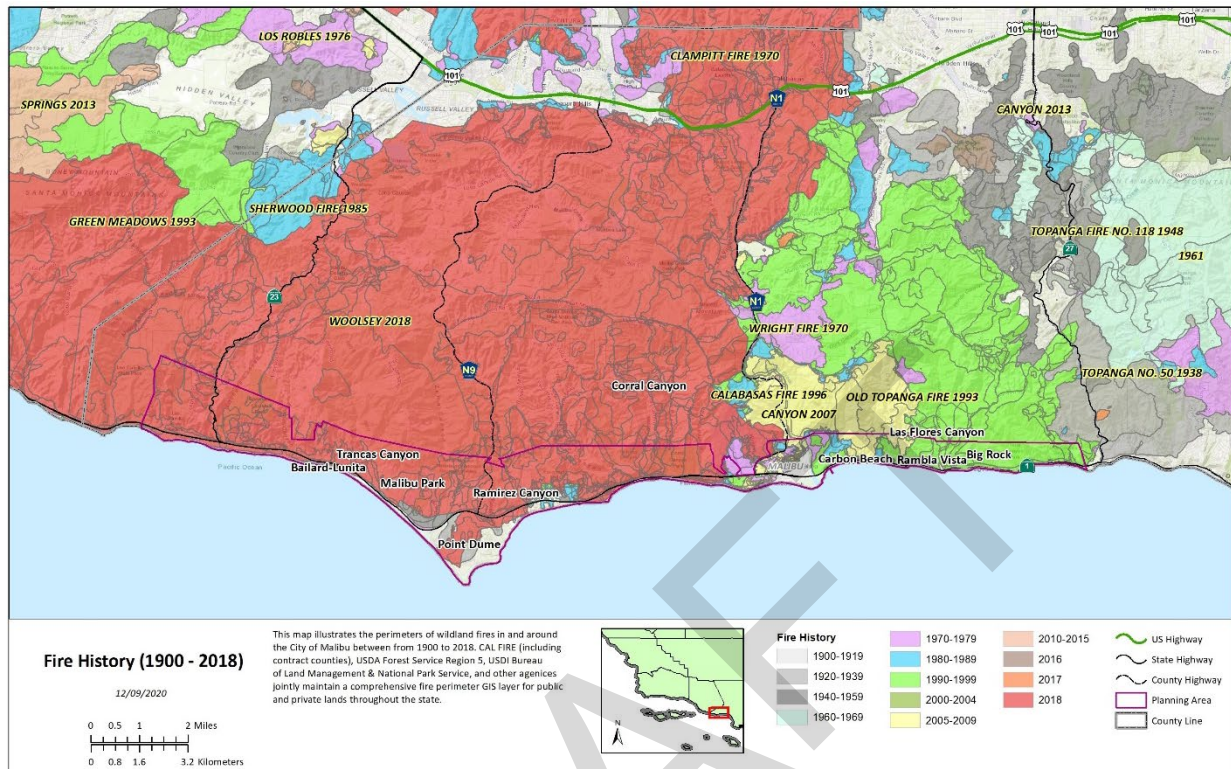 LOS ROBLES 1976
101
101
101
101
101
101
CLAMPITT FIRE 1970
HIDDEN VALLEY
RUSSELL VALLEY
SPRINGS 2013
N1
CANYON 2013
GREEN MEADOWS 1993
SHERWOOD FIRE 1985
TOPANGA FIRE NO. 118 1948
27
1961
23
N1
WOOLSEY 2018
WRIGHT FIRE 1970
N9
Corral Canyon
CALABASAS FIRE 1996
OLD TOPANGA FIRE 1993
TOPANGA NO. 50 1938
CANYON 2007
Las Flores Canyon
Trancas Canyon
Bailard-Lunita
Pacific Ocean
MALIBU
Carbon Beach
Rambla Vista
Big Rock
1
Malibu Park
Ramirez Canyon
Point Dume
Fire History (1900 - 2018)
12/09/2020
0 0.5 1 2 Miles
0 0.8 1.6 3.2 Kilometers
This map illustrates the perimeters of wildland fires in and around
the City of Malibu between from 1900 to 2018. CAL FIRE (including
contract counties), USDA Forest Service Region 5, USDI Bureau
of Land Management & National Park Service, and other agences
jointly maintain a comprehensive fire perimeter GIS layer for public
and private lands throughout the state.
N
Fire History
1900-1919
1920-1939
1940-1959
1960-1969
1970-1979
1980-1989
1990-1999
2000-2004
2005-2009
2010-2015
2016
2017
2018
US Highway
State Highway
County Highway
Planning Area
County Line